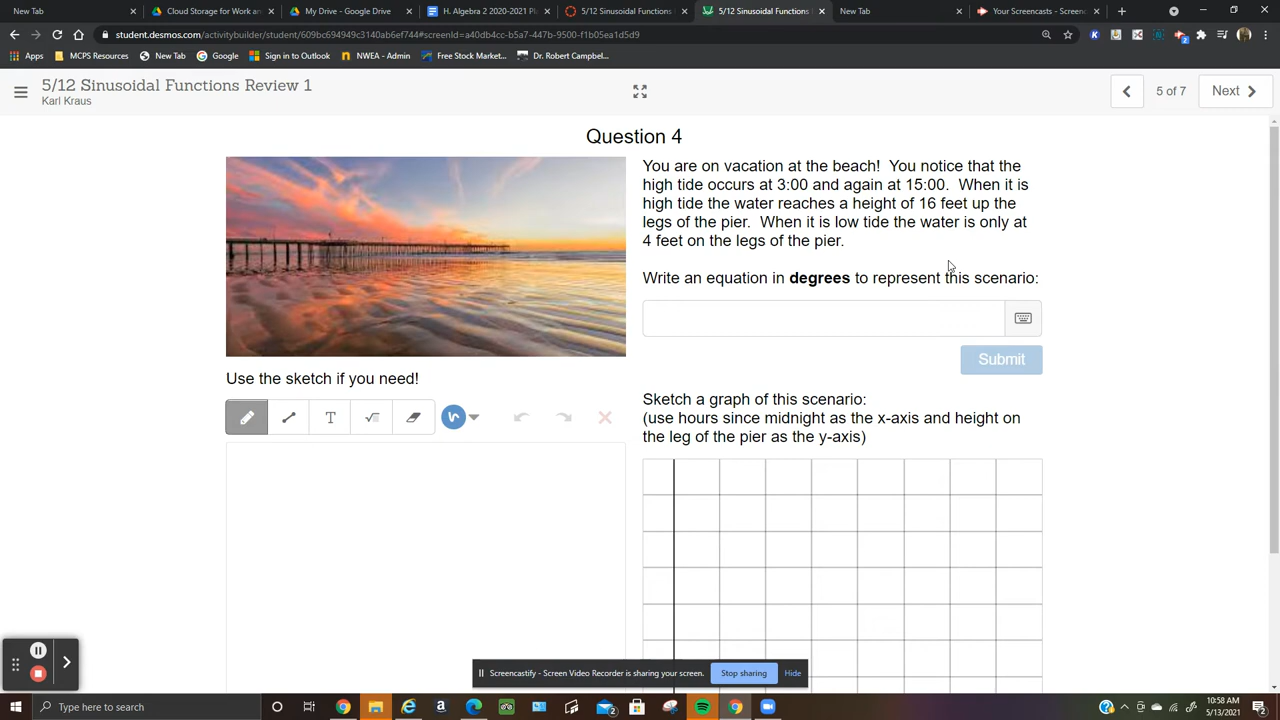 New Tab
Cloud Storage for Work an
My Drive - Google Drive
H. Algebra 2 2020-2021 Pl
5/12 Sinusoidal Functions
5/12 Sinusoidal Functions
New Tab
Your Screencasts - Screenc
student.desmos.com/activitybuilder/student/609bc694949c3140ab6ef744#screenId=a40db4cc-b5a7-447b-9500-f1b05ea1d5d9
Apps
MCPS Resources
New Tab
Google
Sign in to Outlook
NWEA - Admin
Free Stock Market...
Dr. Robert Campbel...
5/12 Sinusoidal Functions Review 1
Karl Kraus
5 of 7
Next
Question 4
You are on vacation at the beach! You notice that the
high tide occurs at 3:00 and again at 15:00. When it is
high tide the water reaches a height of 16 feet up the
legs of the pier. When it is low tide the water is only at
4 feet on the legs of the pier.
Write an equation in degrees to represent this scenario:
Submit
Use the sketch if you need!
T
Sketch a graph of this scenario:
(use hours since midnight as the x-axis and height on
the leg of the pier as the y-axis)
Screencastify - Screen Video Recorder is sharing your screen.
Stop sharing
Hide
Type here to search
10:58 AM
5/13/2021